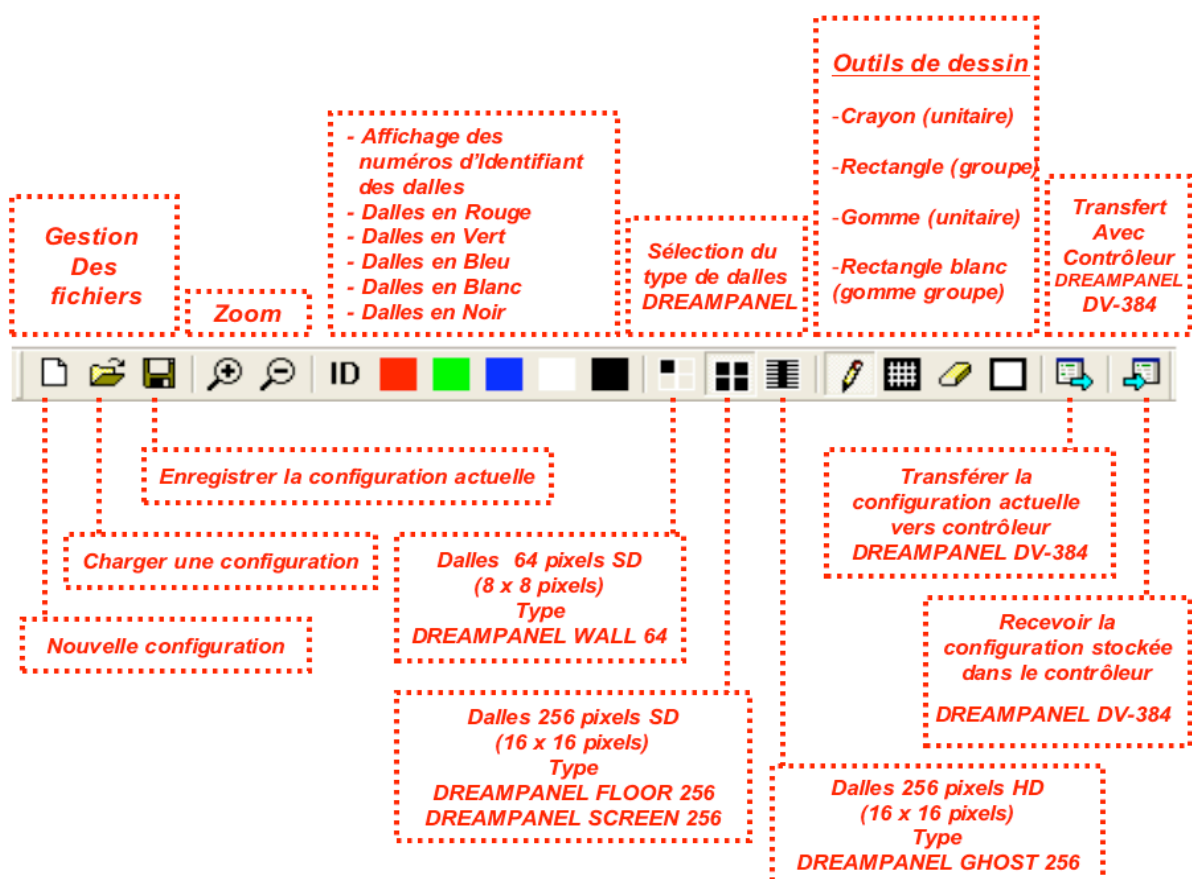 Outils de dessin
-Crayon (unitaire)
-Rectangle (groupe)
-Gomme (unitaire)
-Rectangle blanc
(gomme groupe)
- Affichage des
numéros d'Identifiant
des dalles
- Dalles en Rouge
- Dalles en Vert
- Dalles en Bleu
- Dalles en Blanc
- Dalles en Noir
Gestion
Des
fichiers
Zoom
Sélection du
type de dalles
DREAMPANEL
Transfert
Avec
Contrôleur
DREAMPANEL
DV-384
ID
Enregistrer la configuration actuelle
Charger une configuration
Nouvelle configuration
Dalles 64 pixels SD
(8 x 8 pixels)
Type
DREAMPANEL WALL 64
Dalles 256 pixels SD
(16 x 16 pixels)
Type
DREAMPANEL FLOOR 256
DREAMPANEL SCREEN 256
Transférer la
configuration actuelle
vers contrôleur
DREAMPANEL DV-384
Recevoir la
configuration stockée
dans le contrôleur
DREAMPANEL DV-384
Dalles 256 pixels HD
(16 x 16 pixels)
Type
DREAMPANEL GHOST 256